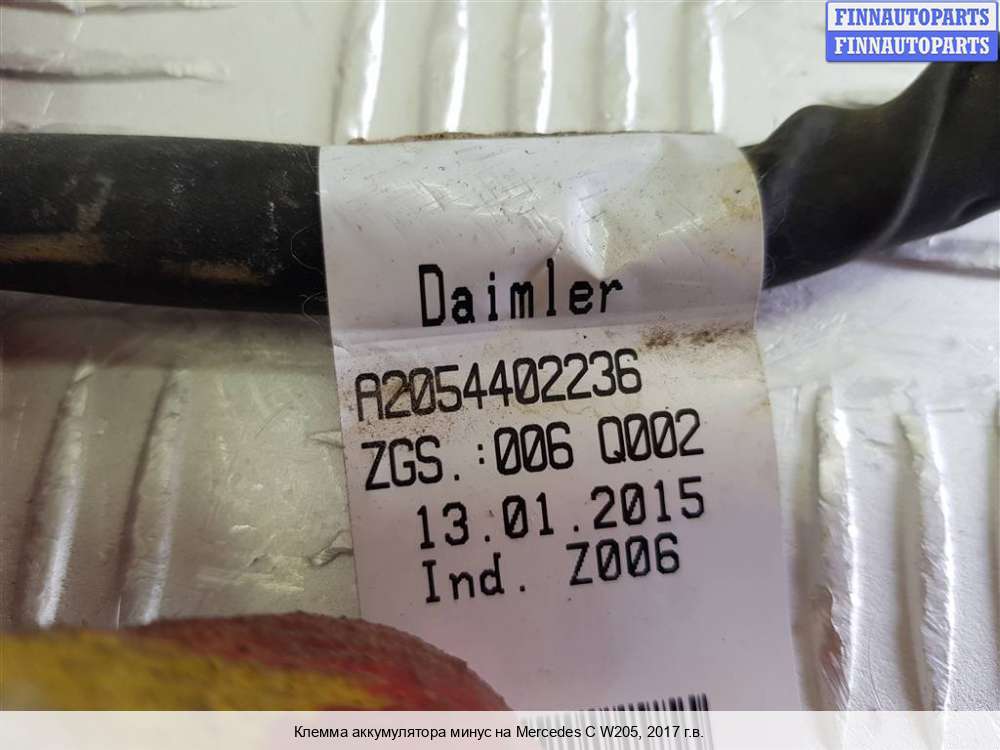 FINNAUTOPARTS
FINNAUTOPARTS
Daimler
A2054402236
ZGS.:006 Q002
13.01.2015
Ind. Z006
Клемма аккумулятора минус на Mercedes C W205, 2017 г.в.